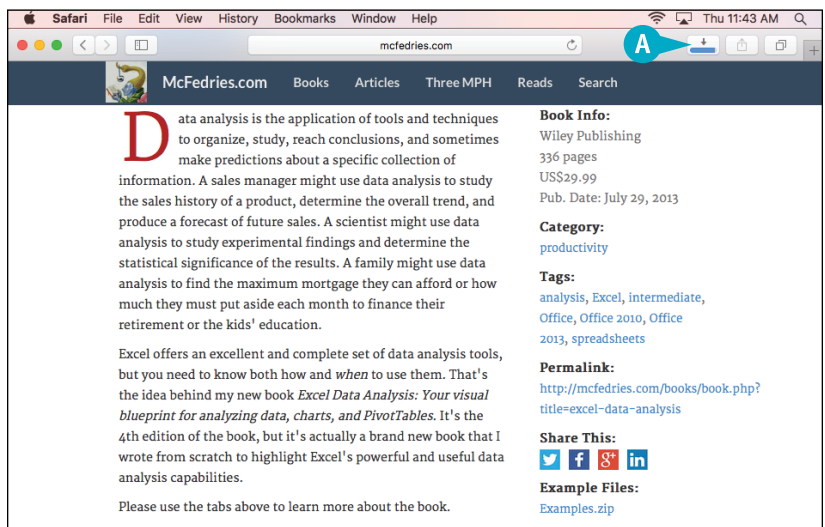 Safari File Edit View History Bookmarks Window Help Thu 11:43 AM
mcfedries.com
A
McFedries.com Books Articles Three MPH Reads Search
Data analysis is the application of tools and techniques
to organize, study, reach conclusions, and sometimes
make predictions about a specific collection of
information. A sales manager might use data analysis to study
the sales history of a product, determine the overall trend, and
produce a forecast of future sales. A scientist might use data
analysis to study experimental findings and determine the
statistical significance of the results. A family might use data
analysis to find the maximum mortgage they can afford or how
much they must put aside each month to finance their
retirement or the kids' education.
Excel offers an excellent and complete set of data analysis tools,
but you need to know both how and when to use them. That's
the idea behind my new book Excel Data Analysis: Your visual
blueprint for analyzing data, charts, and PivotTables. It's the
4th edition of the book, but it's actually a brand new book that I
wrote from scratch to highlight Excel's powerful and useful data
analysis capabilities.
Please use the tabs above to learn more about the book.
Book Info:
Wiley Publishing
336 pages
US$29.99
Pub. Date: July 29, 2013
Category:
productivity
Tags:
analysis, Excel, intermediate,
Office, Office 2010, Office
2013, spreadsheets
Permalink:
http://mcfedries.com/books/book.php?
title=excel-data-analysis
Share This:
f g+ in
Example Files:
Examples.zip